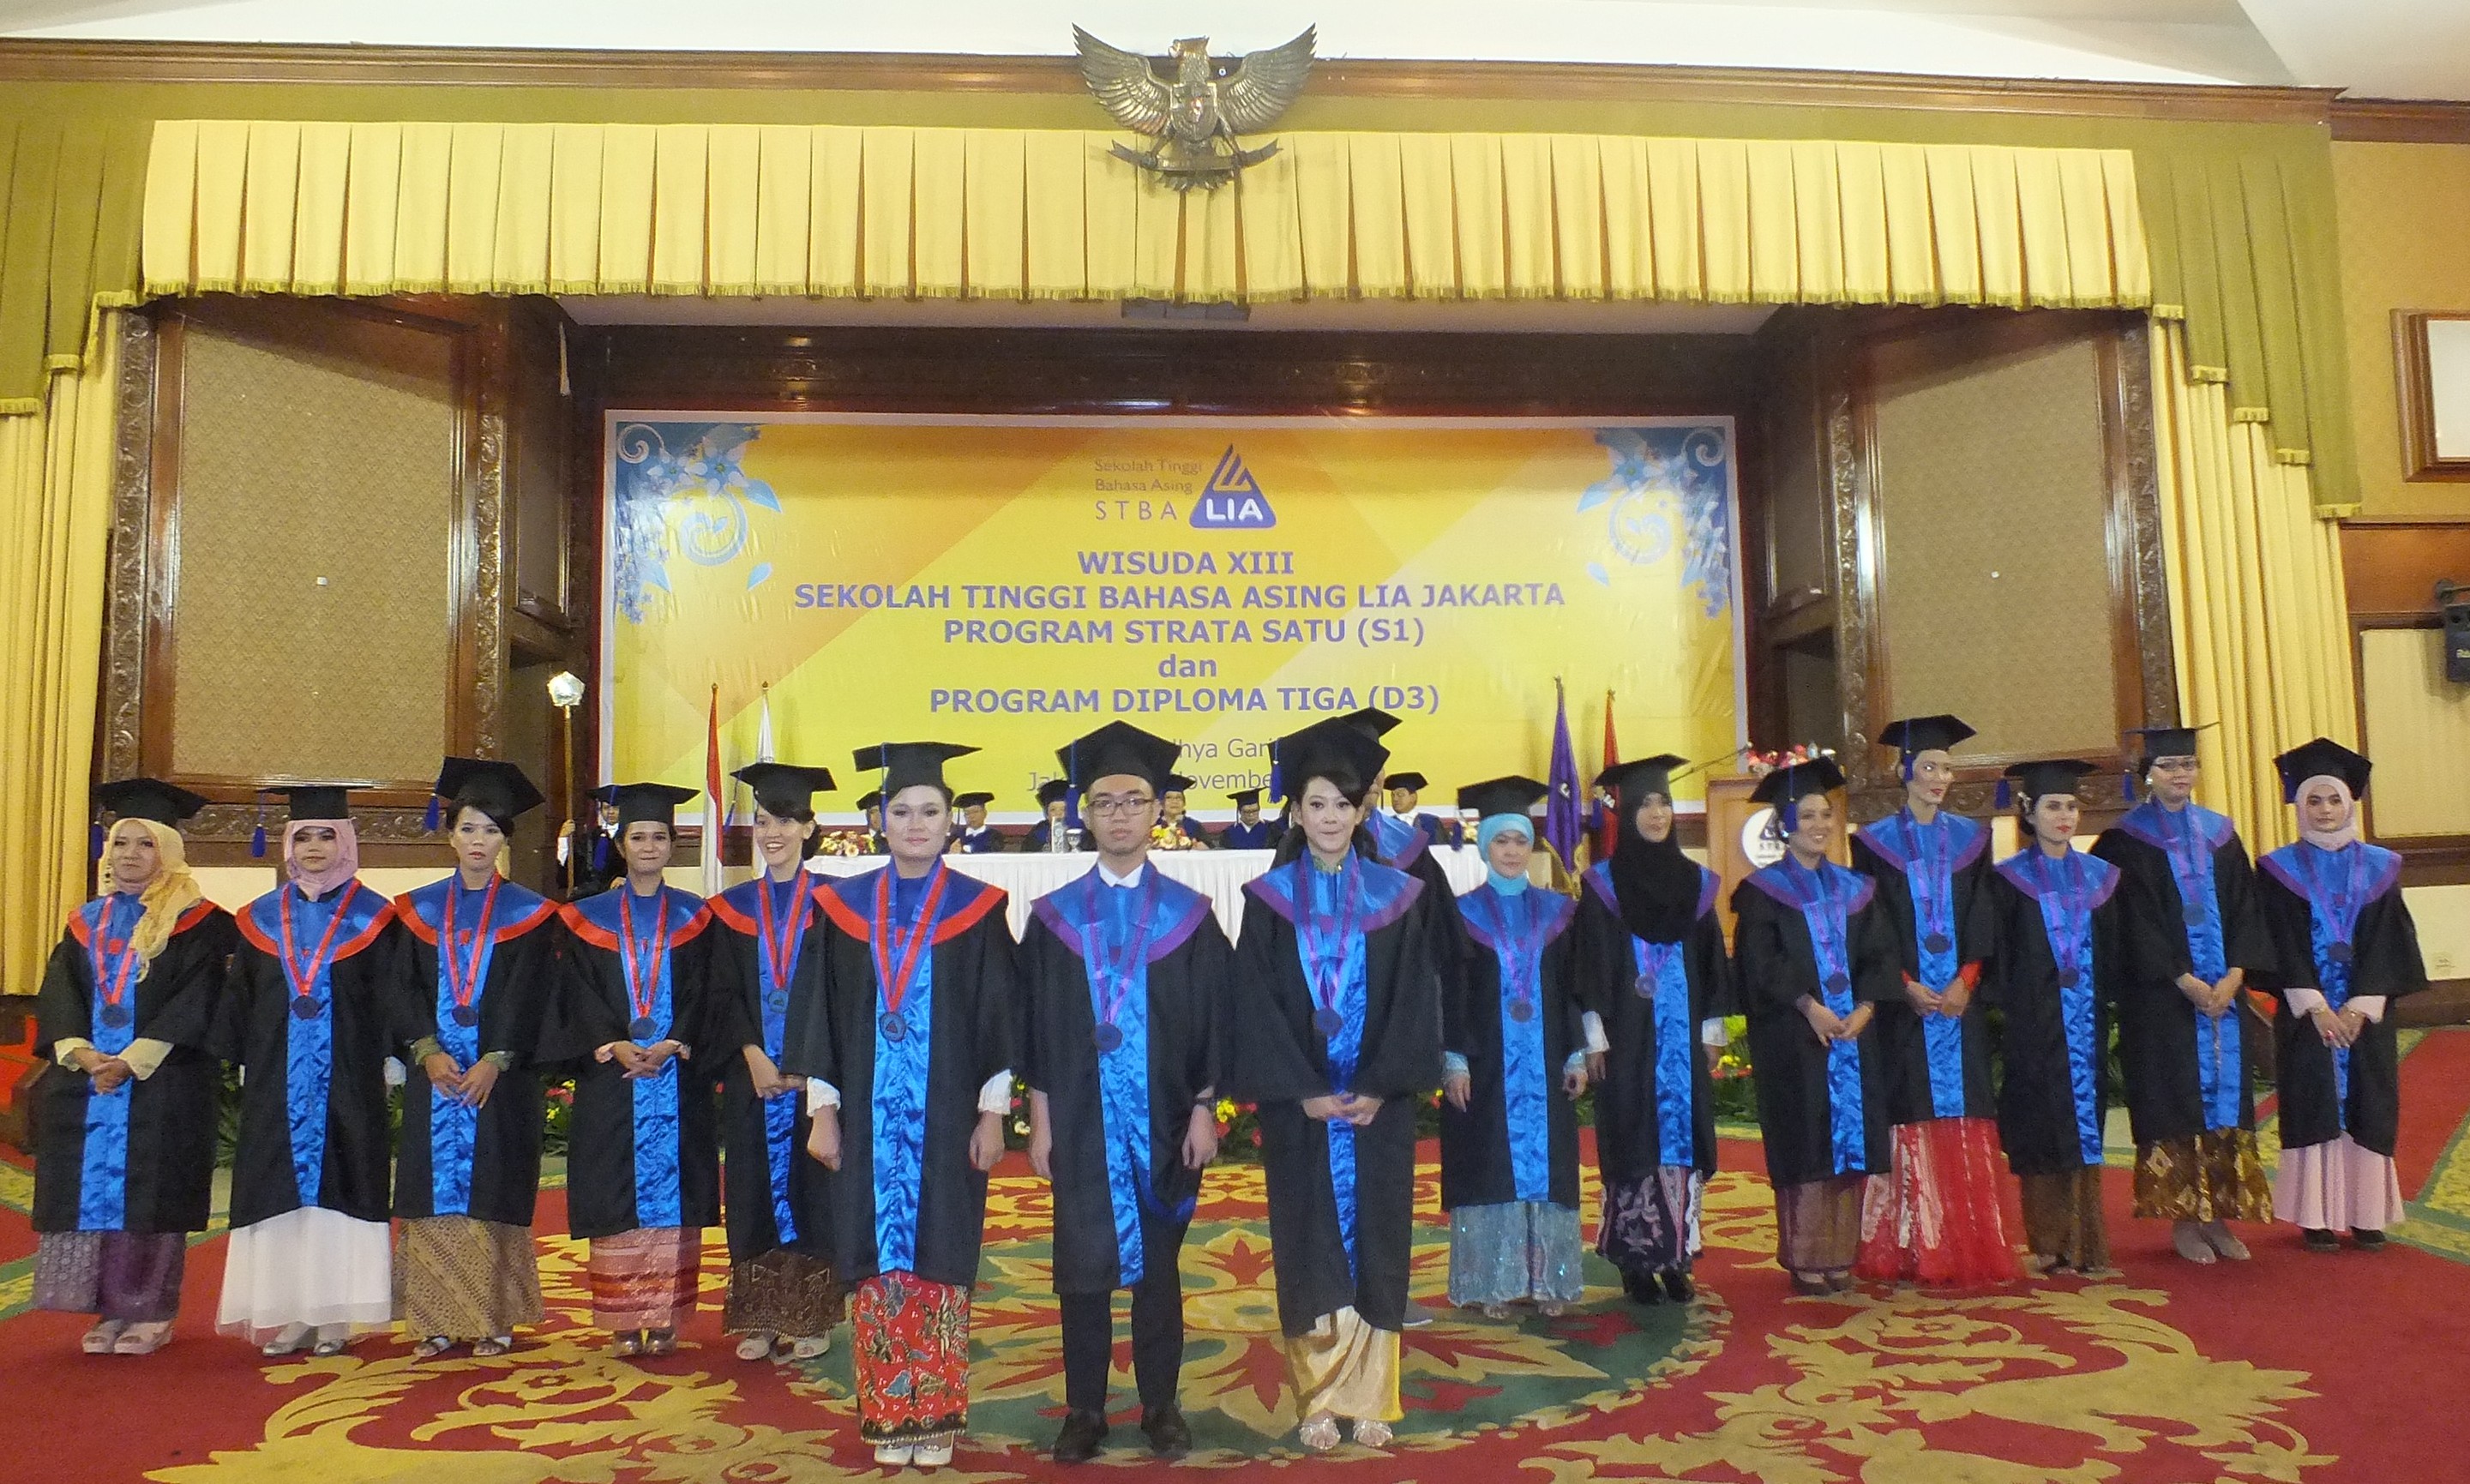 Sekolah Tinggi
Bahasa Asing
STBA
LIA
WISUDA XIII
SEKOLAH TINGGI BAHASA ASING LIA JAKARTA
PROGRAM STRATA SATU (S1)
dan
PROGRAM DIPLOMA TIGA (D3)